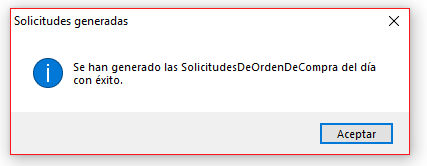 Solicitudes generadas
Se han generado las SolicitudesDeOrdenDeCompra del día
con éxito.
Aceptar